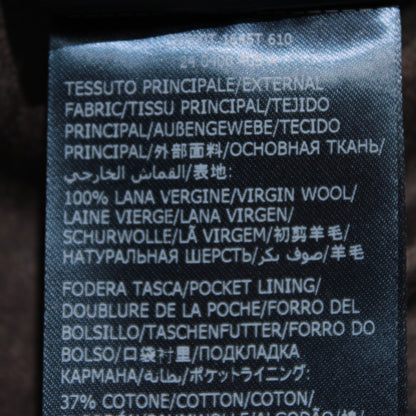 1645T 610
TESSUTO PRINCIPALE/EXTERNAL
FABRIC/TISSU PRINCIPAL/TEJIDO
PRINCIPAL/AUßENGEWEBE/TECIDO
PRINCIPAL/外部面料/ОСНОВНАЯ ТКАНЬ/
القماش الخارجي/表地:
100% LANA VERGINE/VIRGIN WOOL/
LAINE VIERGE/LANA VIRGEN/
SCHURWOLLE/LÃ VIRGEM/初剪羊毛/
НАТУРАЛЬНАЯ ШЕРСТЬ/صوف بكر/羊毛
FODERA TASCA/POCKET LINING/
DOUBLURE DE LA POCHE/FORRO DEL
BOLSILLO/TASCHENFUTTER/FORRO DO
BOLSO/口袋衬里/ПОДКЛАДКА
КАРМАНА/بطانة/ポケットライニング:
37% COTONE/COTTON/COTON/